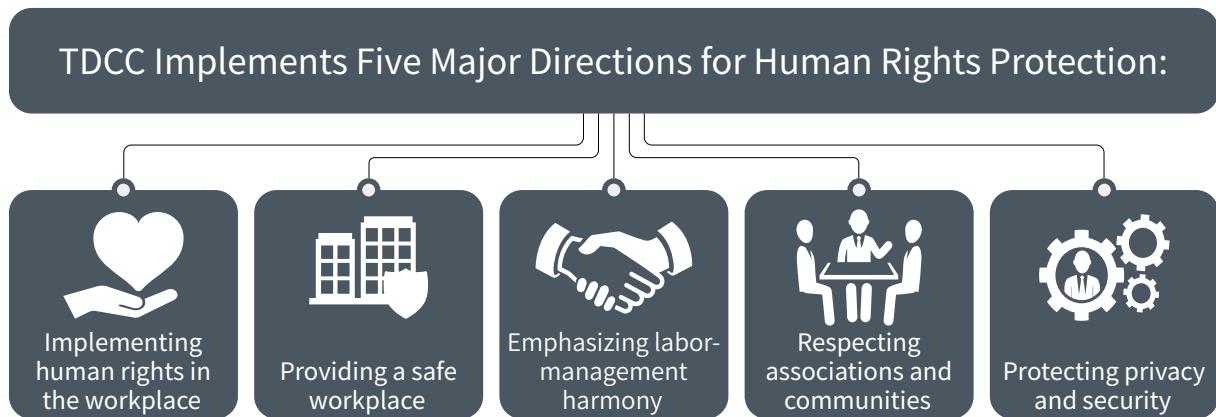 TDCC Implements Five Major Directions for Human Rights Protection:
Implementing
human rights in
the workplace
Providing a safe
workplace
Emphasizing labor-
management
harmony
Respecting
associations and
communities
Protecting privacy
and security